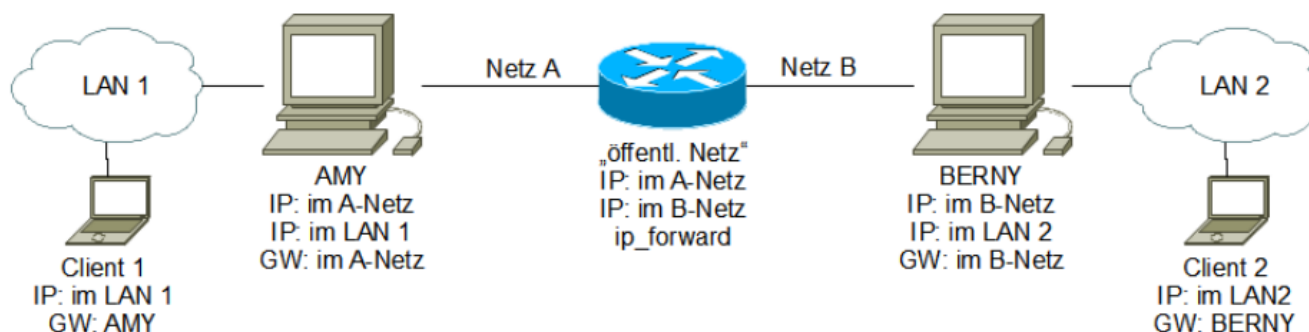 LAN 1
Netz A
Netz B
LAN 2
AMY
IP: im A-Netz
IP: im LAN 1
GW: im A-Netz
„öffentl. Netz“
IP: im A-Netz
IP: im B-Netz
ip_forward
BERNY
IP: im B-Netz
IP: im LAN 2
GW: im B-Netz
Client 1
IP: im LAN 1
GW: AMY
Client 2
IP: im LAN2
GW: BERNY